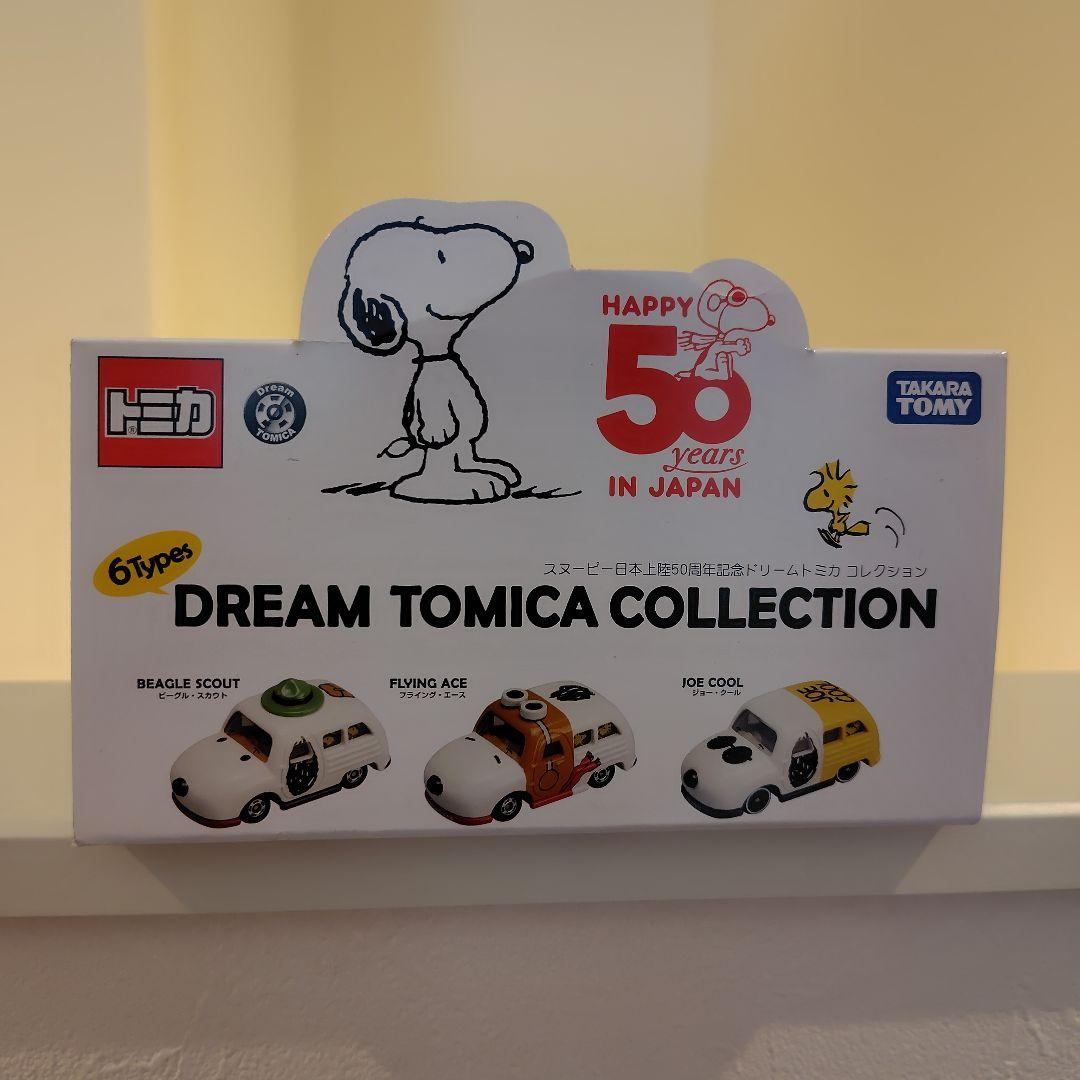 HAPPY
50
years
IN JAPAN
トミカ
®
Dream
TOMICA
TAKARA
TOMY
6Types
スヌーピー日本上陸50周年記念ドリームトミカ コレクション
DREAM TOMICA COLLECTION
BEAGLE SCOUT
ビーグル・スカウト
FLYING ACE
フライング・エース
JOE COOL
ジョー・クール
JOE
COOL